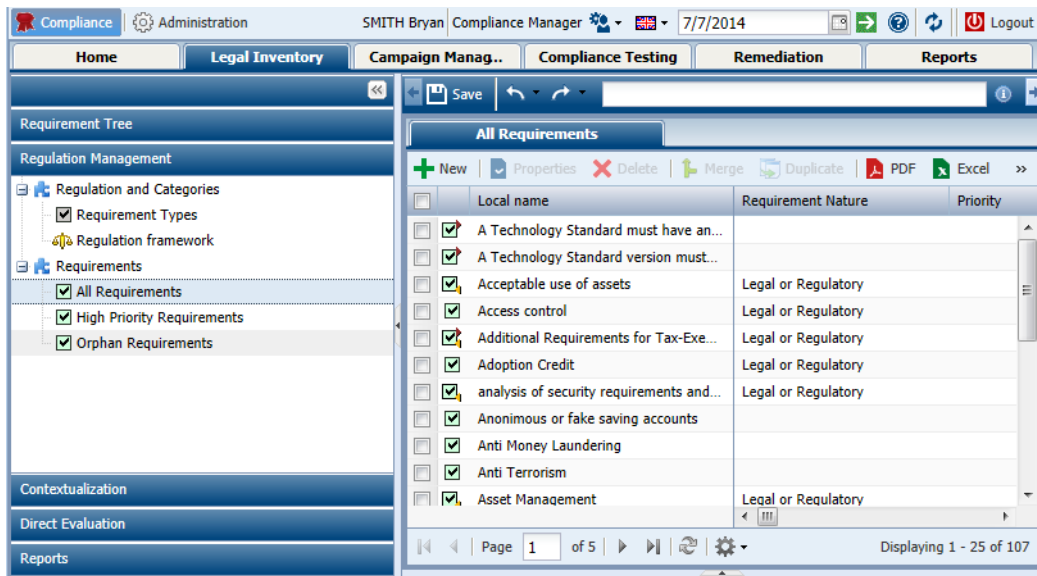 Compliance Administration SMITH Bryan Compliance Manager 7/7/2014 Logout
Home Legal Inventory Campaign Manag... Compliance Testing Remediation Reports
Save
Requirement Tree
Regulation Management
Regulation and Categories
Requirement Types
Regulation framework
Requirements
All Requirements
High Priority Requirements
Orphan Requirements
Contextualization
Direct Evaluation
Reports
All Requirements
New Properties Delete Merge Duplicate PDF Excel »
Local name Requirement Nature Priority
A Technology Standard must have an...
A Technology Standard version must...
Acceptable use of assets Legal or Regulatory
Access control Legal or Regulatory
Additional Requirements for Tax-Exe... Legal or Regulatory
Adoption Credit Legal or Regulatory
analysis of security requirements and... Legal or Regulatory
Anonimous or fake saving accounts
Anti Money Laundering
Anti Terrorism
Asset Management Legal or Regulatory
Page 1 of 5 Displaying 1 - 25 of 107